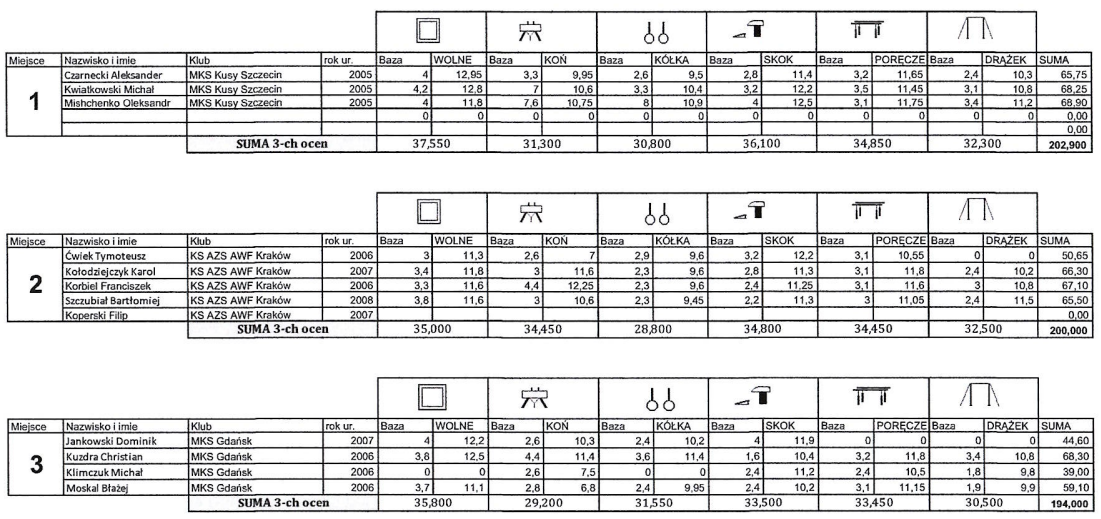 Miejsce Nazwisko i imie Klub rok ur. Baza WOLNE Baza KOŃ Baza KÓŁKA Baza SKOK Baza PORĘCZE Baza DRĄŻEK SUMA
1
Czarnecki Aleksander MKS Kusy Szczecin 2005 4 12,95 3,3 9,95 2,6 9,5 2,8 11,4 3,2 11,65 2,4 10,3 65,75
Kwiatkowski Michał MKS Kusy Szczecin 2005 4,2 12,8 7 10,6 3,3 10,4 3,2 12,2 3,5 11,45 3,1 10,8 68,25
Mishchenko Oleksandr MKS Kusy Szczecin 2005 4 11,8 7,6 10,75 8 10,9 4 12,5 3,1 11,75 3,4 11,2 68,90
0 0 0 0 0 0 0 0 0 0 0 0 0,00
0,00
SUMA 3-ch ocen 37,550 31,300 30,800 36,100 34,850 32,300 202,900
Miejsce Nazwisko i imie Klub rok ur. Baza WOLNE Baza KOŃ Baza KÓŁKA Baza SKOK Baza PORĘCZE Baza DRĄŻEK SUMA
2
Ćwiek Tymoteusz KS AZS AWF Kraków 2006 3 11,3 2,6 7 2,9 9,6 3,2 12,2 3,1 10,55 0 0 50,65
Kołodziejczyk Karol KS AZS AWF Kraków 2007 3,4 11,8 3 11,6 2,3 9,6 2,8 11,3 3,1 11,8 2,4 10,2 66,30
Korbiel Franciszek KS AZS AWF Kraków 2006 3,3 11,6 4,4 12,25 2,3 9,6 2,4 11,25 3,1 11,6 3 10,8 67,10
Szczubiał Bartłomiej KS AZS AWF Kraków 2008 3,8 11,6 3 10,6 2,3 9,45 2,2 11,3 3 11,05 2,4 11,5 65,50
Koperski Filip KS AZS AWF Kraków 2007 0,00
SUMA 3-ch ocen 35,000 34,450 28,800 34,800 34,450 32,500 200,000
Miejsce Nazwisko i imie Klub rok ur. Baza WOLNE Baza KOŃ Baza KÓŁKA Baza SKOK Baza PORĘCZE Baza DRĄŻEK SUMA
3
Jankowski Dominik MKS Gdańsk 2007 4 12,2 2,6 10,3 2,4 10,2 4 11,9 0 0 0 0 44,60
Kuzdra Christian MKS Gdańsk 2006 3,8 12,5 4,4 11,4 3,6 11,4 1,6 10,4 3,2 11,8 3,4 10,8 68,30
Klimczuk Michał MKS Gdańsk 2006 0 0 2,6 7,5 0 0 2,4 11,2 2,4 10,5 1,8 9,8 39,00
Moskal Błażej MKS Gdańsk 2006 3,7 11,1 2,8 6,8 2,4 9,95 2,4 10,2 3,1 11,15 1,9 9,9 59,10
SUMA 3-ch ocen 35,800 29,200 31,550 33,500 33,450 30,500 194,000